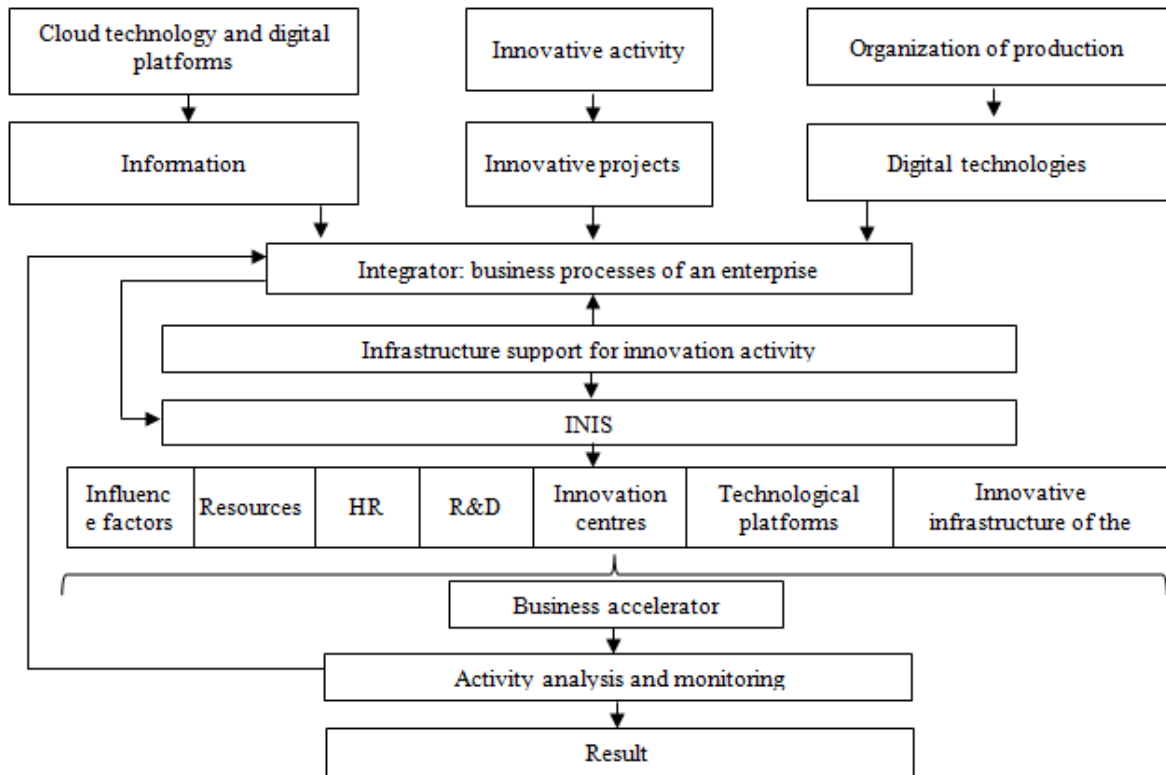 Cloud technology and digital
platforms
Innovative activity
Organization of production
Information
Innovative projects
Digital technologies
Integrator: business processes of an enterprise
Infrastructure support for innovation activity
INIS
Influenc
e factors
Resources
HR
R&D
Innovation
centres
Technological
platforms
Innovative
infrastructure of the
Business accelerator
Activity analysis and monitoring
Result